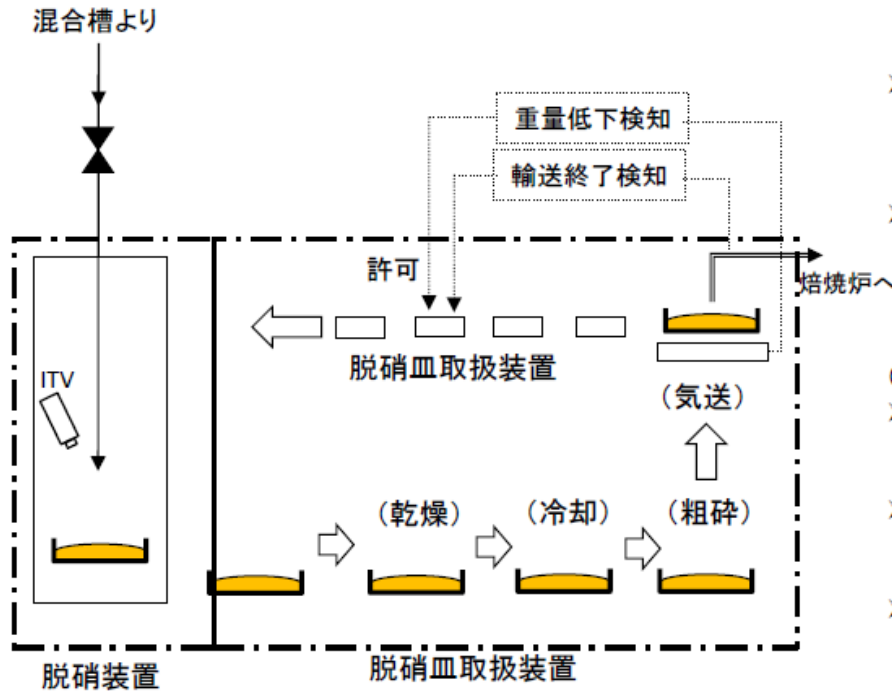 混合槽より
重量低下検知
輸送終了検知
許可
焙焼炉へ
脱硝皿取扱装置
ITV
（気送）
（乾燥）
（冷却）
（粗砕）
脱硝装置
脱硝皿取扱装置